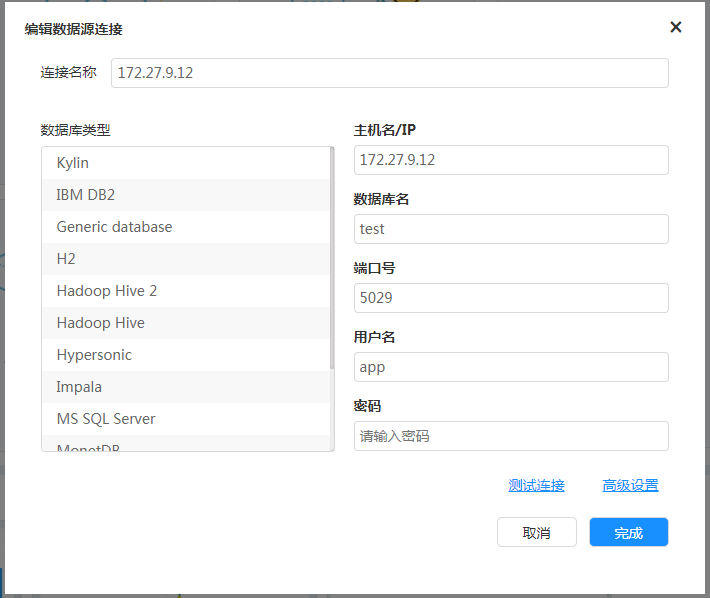 编辑数据源连接
连接名称
172.27.9.12
数据库类型
Kylin
IBM DB2
Generic database
H2
Hadoop Hive 2
Hadoop Hive
Hypersonic
Impala
MS SQL Server
MonetDB
主机名/IP
172.27.9.12
数据库名
test
端口号
5029
用户名
app
密码
请输入密码
测试连接
高级设置
取消
完成